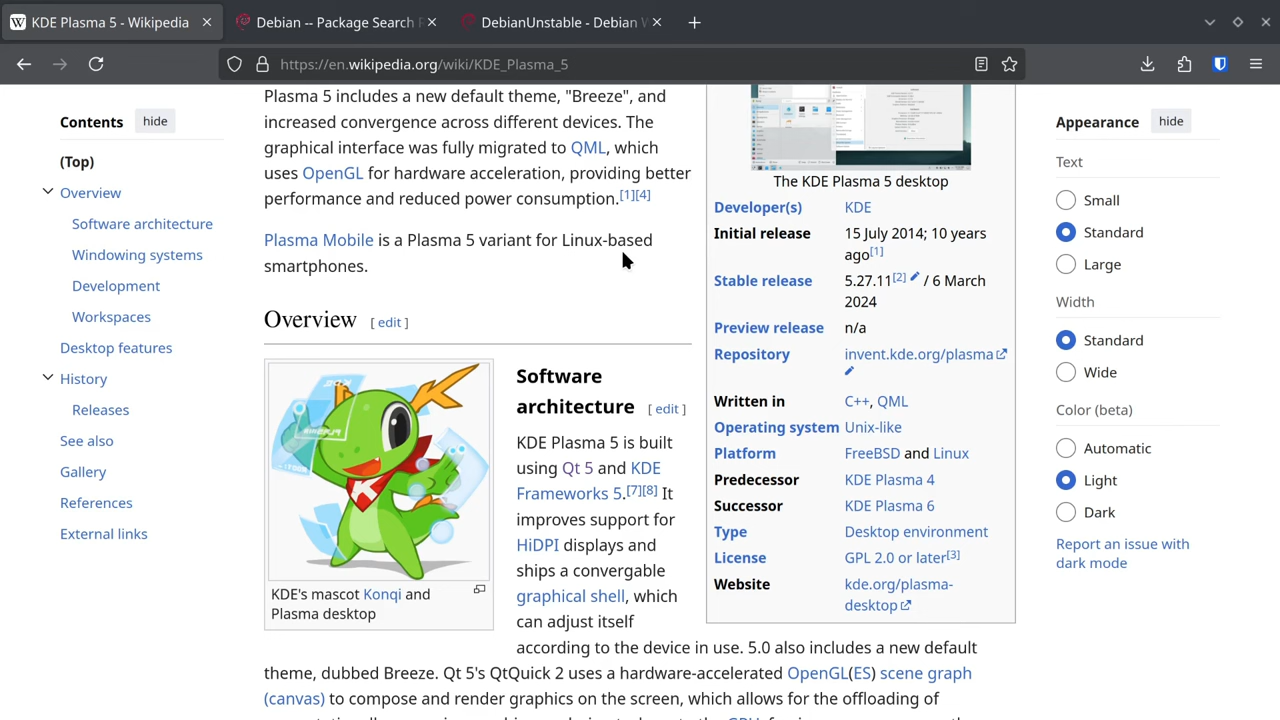 KDE Plasma 5 - Wikipedia
Debian -- Package Search
DebianUnstable - Debian
https://en.wikipedia.org/wiki/KDE_Plasma_5
Contents hide
(Top)
Overview
Software architecture
Windowing systems
Development
Workspaces
Desktop features
History
Releases
See also
Gallery
References
External links
Plasma 5 includes a new default theme, "Breeze", and
increased convergence across different devices. The
graphical interface was fully migrated to QML, which
uses OpenGL for hardware acceleration, providing better
performance and reduced power consumption.[1][4]
Plasma Mobile is a Plasma 5 variant for Linux-based
smartphones.
Overview [ edit ]
KDE's mascot Konqi and
Plasma desktop
Software
architecture [ edit ]
KDE Plasma 5 is built
using Qt 5 and KDE
Frameworks 5.[7][8] It
improves support for
HiDPI displays and
ships a convergable
graphical shell, which
can adjust itself
according to the device in use. 5.0 also includes a new default
theme, dubbed Breeze. Qt 5's QtQuick 2 uses a hardware-accelerated OpenGL(ES) scene graph
(canvas) to compose and render graphics on the screen, which allows for the offloading of
The KDE Plasma 5 desktop
Developer(s) KDE
Initial release 15 July 2014; 10 years
ago[1]
Stable release 5.27.11[2] / 6 March
2024
Preview release n/a
Repository invent.kde.org/plasma
Written in C++, QML
Operating system Unix-like
Platform FreeBSD and Linux
Predecessor KDE Plasma 4
Successor KDE Plasma 6
Type Desktop environment
License GPL 2.0 or later[3]
Website kde.org/plasma-
desktop
Appearance hide
Text
Small
Standard
Large
Width
Standard
Wide
Color (beta)
Automatic
Light
Dark
Report an issue with
dark mode